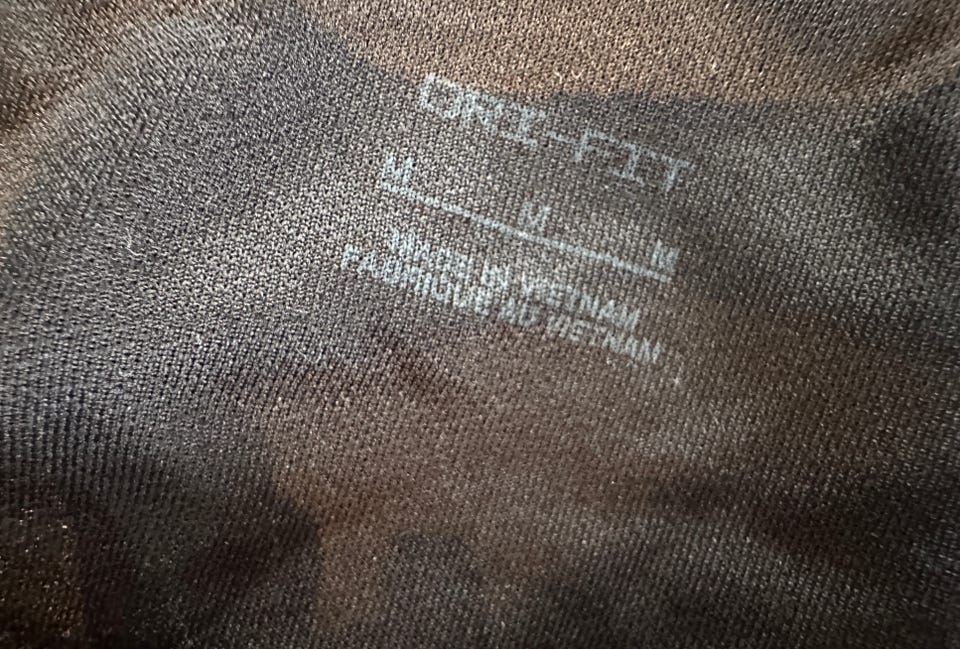 DRI-FIT
M M M
MADE IN VIETNAM
FABRIQUÉ AU VIETNAM